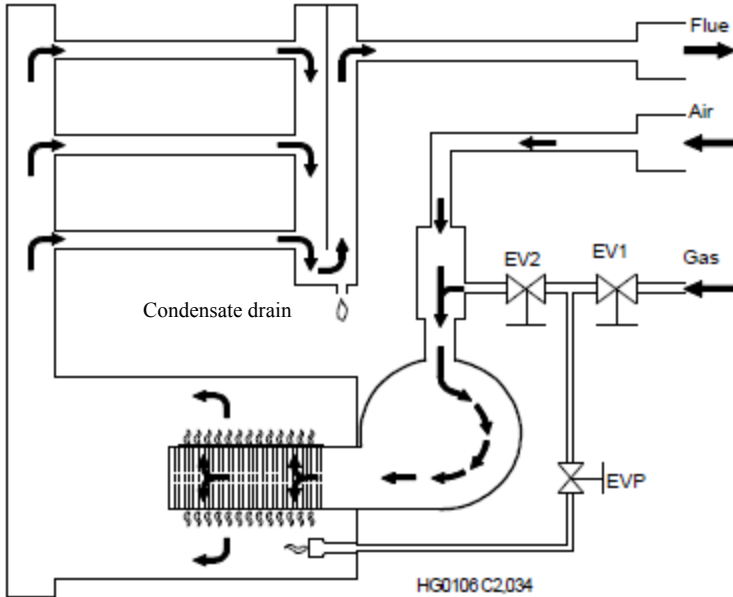 Flue
Air
EV2
EV1
Gas
Condensate drain
EVP
HG0106 C2,034